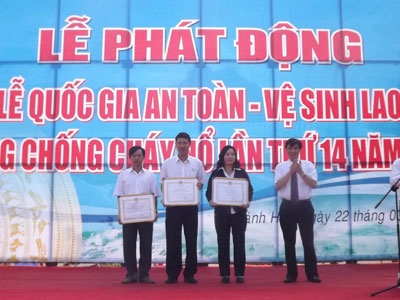 LỄ PHÁT ĐỘNG
LỄ QUỐC GIA AN TOÀN - VỆ SINH LAO
G CHỐNG CHÁY NỔ LẦN THỨ 14 NĂM
ánh H , ngày 22 tháng 0